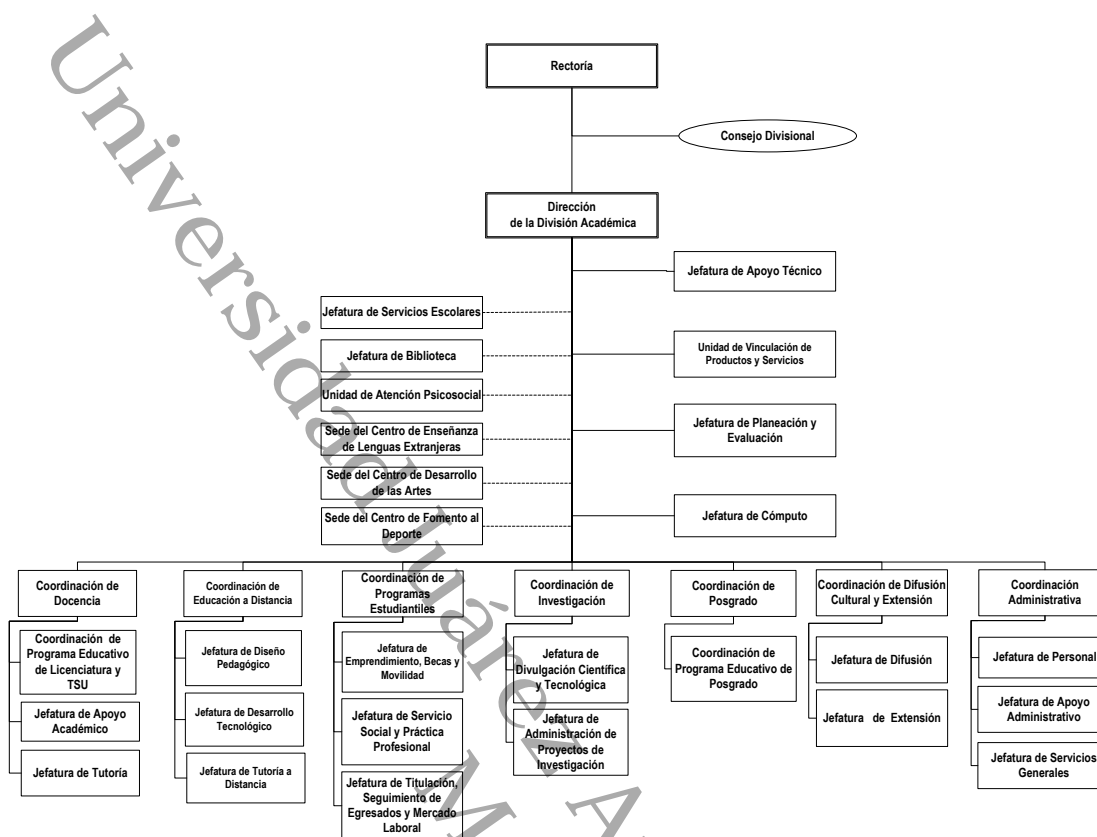 Rectoría
Consejo Divisional
Dirección
de la División Académica
Jefatura de Apoyo Técnico
Jefatura de Servicios Escolares
Unidad de Vinculación de
Productos y Servicios
Jefatura de Biblioteca
Unidad de Atención Psicosocial
Jefatura de Planeación y
Evaluación
Sede del Centro de Enseñanza
de Lenguas Extranjeras
Sede del Centro de Desarrollo
de las Artes
Sede del Centro de Fomento al
Deporte
Jefatura de Cómputo
Coordinación de
Docencia
Coordinación de
Programa Educativo
de Licenciatura y
TSU
Jefatura de Apoyo
Académico
Jefatura de Tutoría
Coordinación de
Educación a Distancia
Jefatura de Diseño
Pedagógico
Jefatura de Desarrollo
Tecnológico
Jefatura de Tutoría a
Distancia
Coordinación de
Programas
Estudiantiles
Jefatura de
Emprendimiento, Becas y
Movilidad
Jefatura de Servicio
Social y Práctica
Profesional
Jefatura de Titulación,
Seguimiento de
Egresados y Mercado
Laboral
Coordinación de
Investigación
Jefatura de
Divulgación Científica
y Tecnológica
Jefatura de
Administración de
Proyectos de
Investigación
Coordinación de
Posgrado
Coordinación de
Programa Educativo de
Posgrado
Coordinación de Difusión
Cultural y Extensión
Jefatura de Difusión
Jefatura de Extensión
Coordinación
Administrativa
Jefatura de Personal
Jefatura de Apoyo
Administrativo
Jefatura de Servicios
Generales
Universidad Juárez A
M